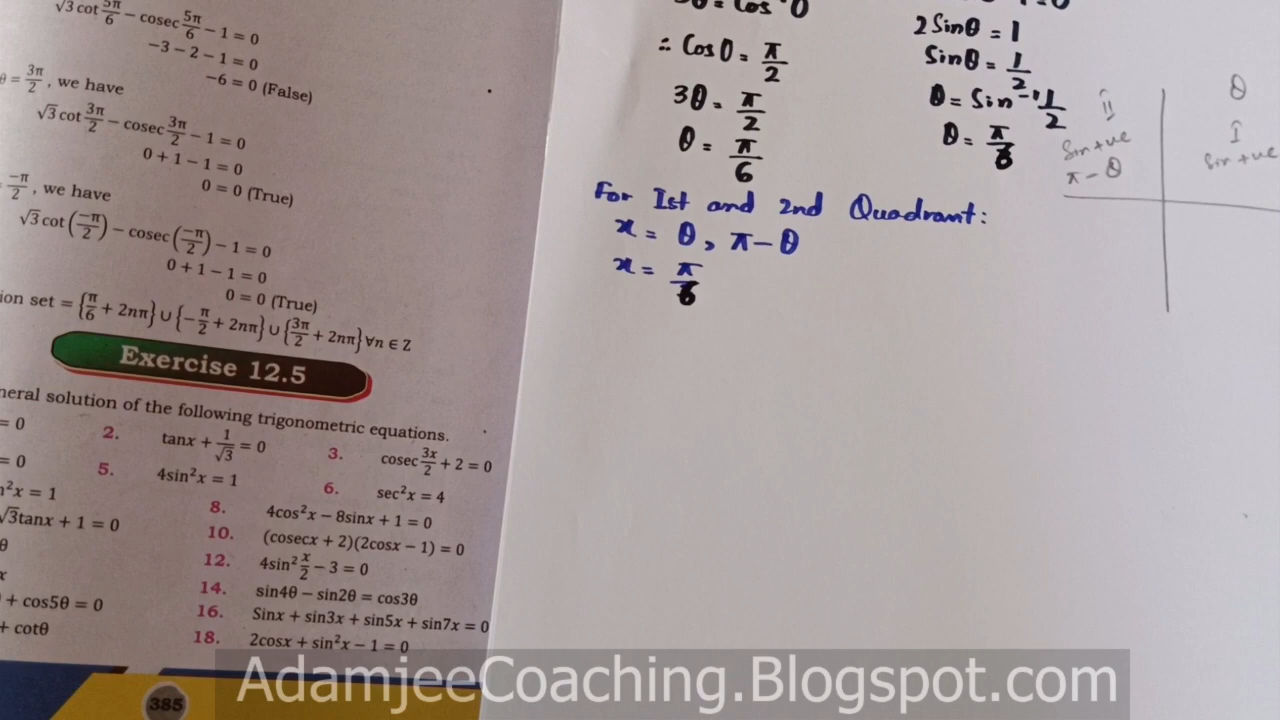 √3 cot 5π/6 − cosec 5π/6 − 1 = 0
−3 − 2 − 1 = 0
−6 = 0 (False)
θ = 3π/2, we have
√3 cot 3π/2 − cosec 3π/2 − 1 = 0
0 + 1 − 1 = 0
0 = 0 (True)
= −π/2, we have
√3 cot(−π/2) − cosec(−π/2) − 1 = 0
0 + 1 − 1 = 0
0 = 0 (True)
ion set = {π/6 + 2nπ} ∪ {−π/2 + 2nπ} ∪ {3π/2 + 2nπ} ∀n ∈ Z
Exercise 12.5
neral solution of the following trigonometric equations.
= 0 2. tanx + 1/√3 = 0 3. cosec 3x/2 + 2 = 0
= 0 5. 4sin²x = 1 6. sec²x = 4
n²x = 1 8. 4cos²x − 8sinx + 1 = 0
√3tanx + 1 = 0 10. (cosecx + 2)(2cosx − 1) = 0
θ 12. 4sin² x/2 − 3 = 0
x 14. sin4θ − sin2θ = cos3θ
+ cos5θ = 0 16. Sinx + sin3x + sin5x + sin7x = 0
+ cotθ 18. 2cosx + sin²x − 1 = 0
385
∴ Cosθ = π/2
3θ = π/2
θ = π/6
2Sinθ = 1
Sinθ = 1/2
θ = Sin⁻¹ 1/2
θ = π/6
For Ist and 2nd Quadrant:
x = θ, π − θ
x = π/6
II
Sin +ve
π − θ
θ
I
Sin +ve
AdamjeeCoaching.Blogspot.com